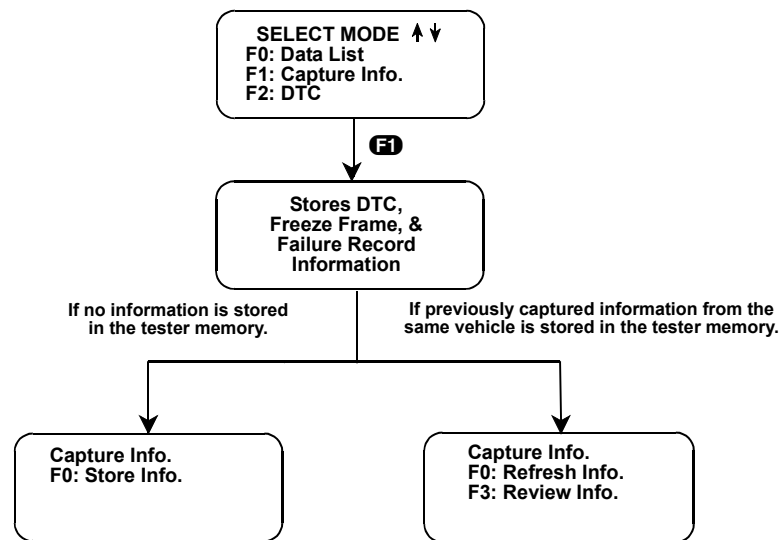 SELECT MODE
F0: Data List
F1: Capture Info.
F2: DTC
F1
Stores DTC,
Freeze Frame, &
Failure Record
Information
If no information is stored
in the tester memory.
If previously captured information from the
same vehicle is stored in the tester memory.
Capture Info.
F0: Store Info.
Capture Info.
F0: Refresh Info.
F3: Review Info.